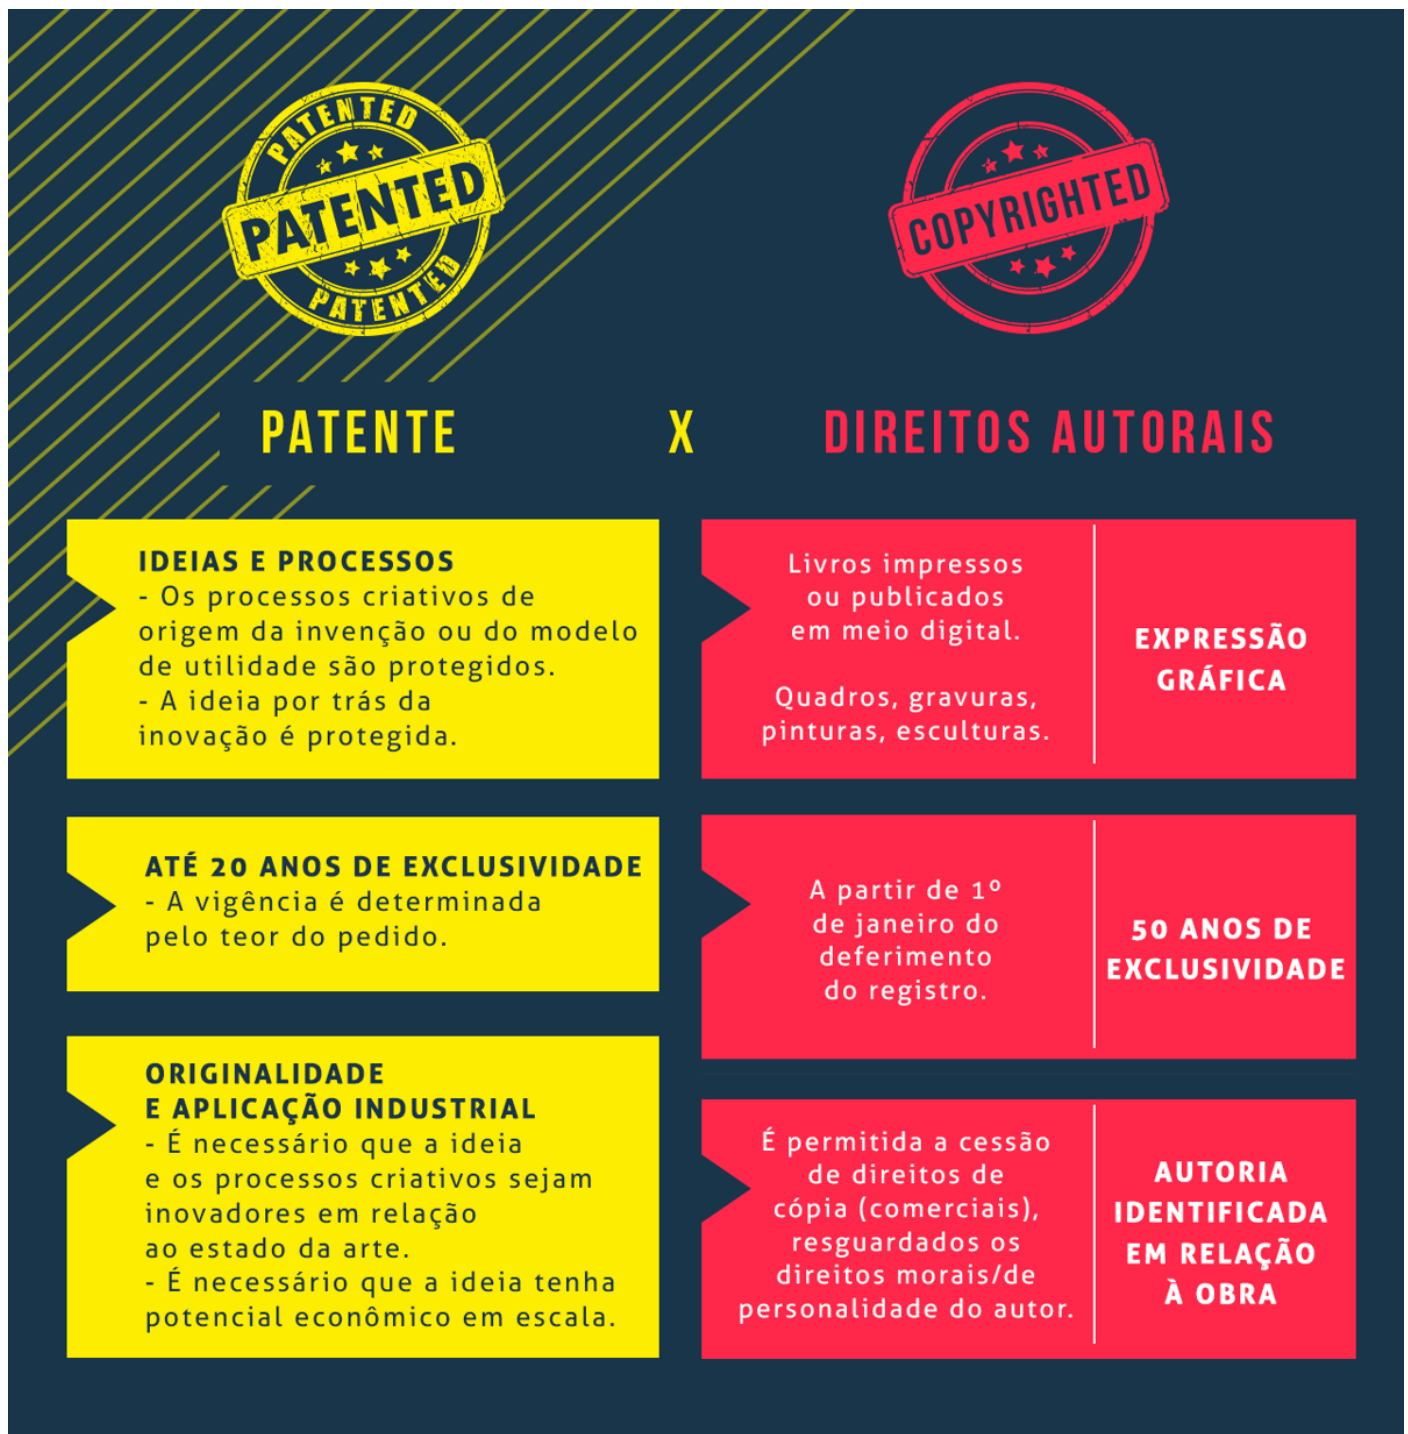 PATENTED
PATENTED
PATENTED
COPYRIGHTED
PATENTE
X
DIREITOS AUTORAIS
IDEIAS E PROCESSOS
- Os processos criativos de
origem da invenção ou do modelo
de utilidade são protegidos.
- A ideia por trás da
inovação é protegida.
Livros impressos
ou publicados
em meio digital.
Quadros, gravuras,
pinturas, esculturas.
EXPRESSÃO
GRÁFICA
ATÉ 20 ANOS DE EXCLUSIVIDADE
- A vigência é determinada
pelo teor do pedido.
A partir de 1º
de janeiro do
deferimento
do registro.
50 ANOS DE
EXCLUSIVIDADE
ORIGINALIDADE
E APLICAÇÃO INDUSTRIAL
- É necessário que a ideia
e os processos criativos sejam
inovadores em relação
ao estado da arte.
- É necessário que a ideia tenha
potencial econômico em escala.
É permitida a cessão
de direitos de
cópia (comerciais),
resguardados os
direitos morais/de
personalidade do autor.
AUTORIA
IDENTIFICADA
EM RELAÇÃO
À OBRA